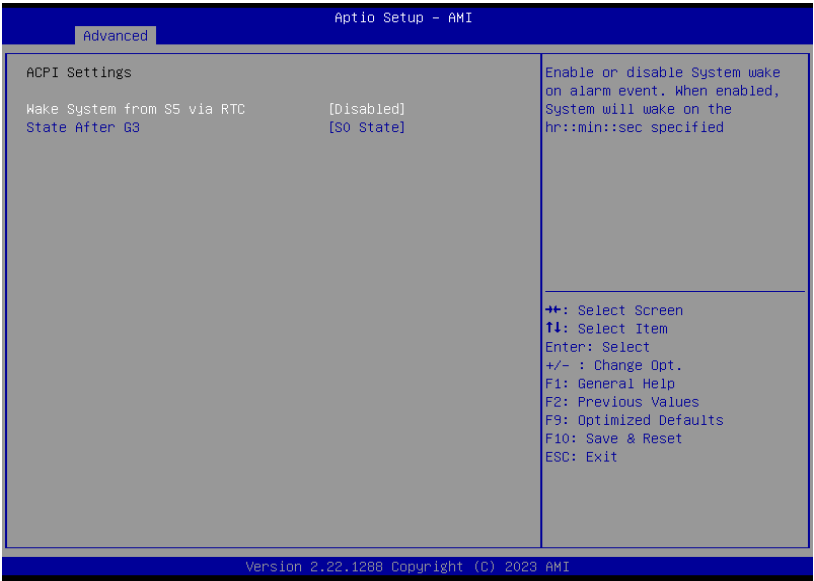 Aptio Setup – AMI
Advanced
ACPI Settings
Wake System from S5 via RTC [Disabled]
State After G3 [S0 State]
Enable or disable System wake
on alarm event. When enabled,
System will wake on the
hr::min::sec specified
→←: Select Screen
↑↓: Select Item
Enter: Select
+/- : Change Opt.
F1: General Help
F2: Previous Values
F9: Optimized Defaults
F10: Save & Reset
ESC: Exit
Version 2.22.1288 Copyright (C) 2023 AMI